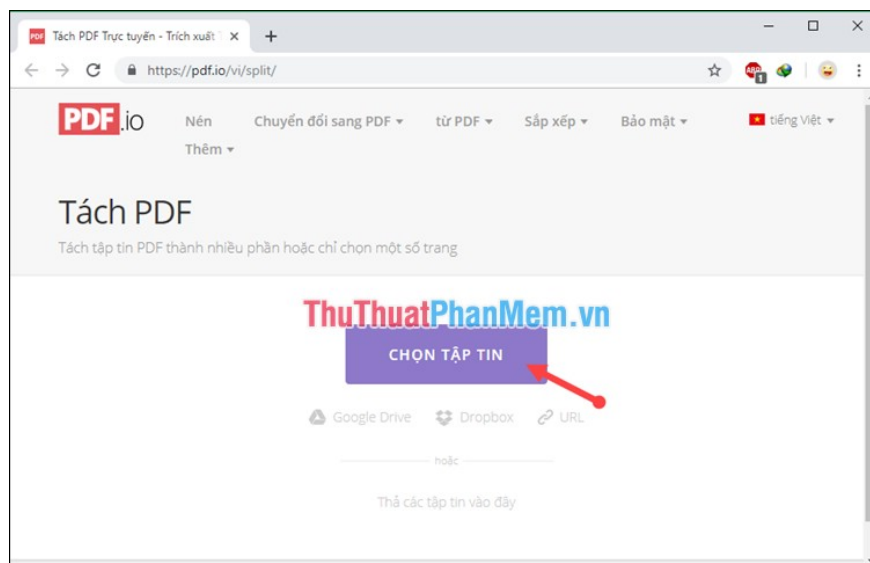 PDF Tách PDF Trực tuyến - Trích xuất
https://pdf.io/vi/split/
ABP 1
PDF.io Nén Chuyển đổi sang PDF từ PDF Sắp xếp Bảo mật tiếng Việt
Thêm
Tách PDF
Tách tập tin PDF thành nhiều phần hoặc chỉ chọn một số trang
ThuThuatPhanMem.vn
CHỌN TẬP TIN
Google Drive Dropbox URL
hoặc
Thả các tập tin vào đây